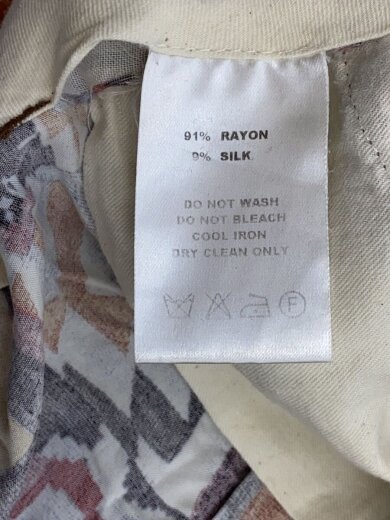 91% RAYON
9% SILK
DO NOT WASH
DO NOT BLEACH
COOL IRON
DRY CLEAN ONLY
F